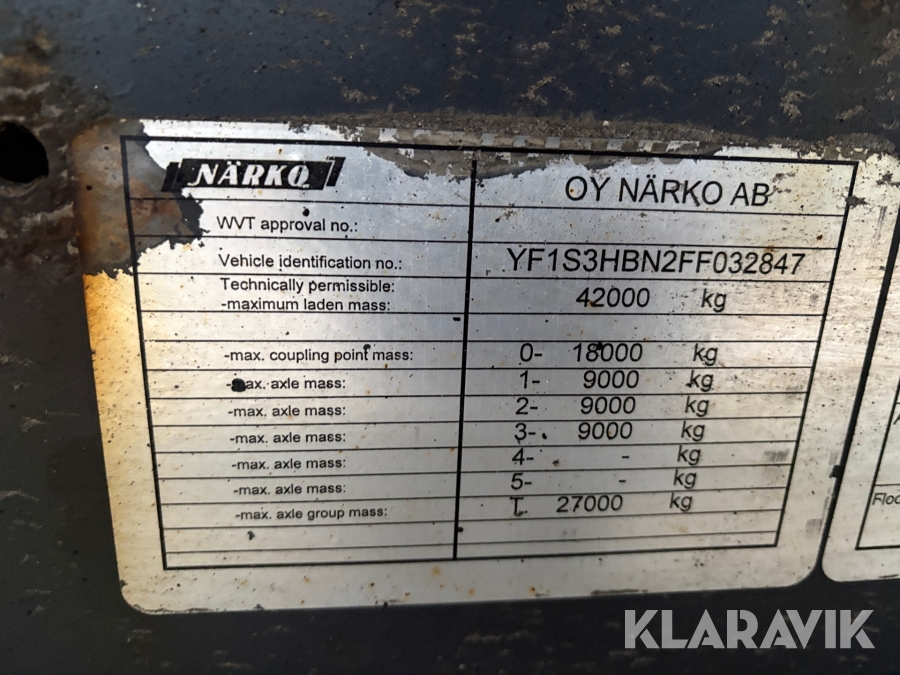 NÄRKO
OY NÄRKO AB
WVT approval no.:
Vehicle identification no.: YF1S3HBN2FF032847
Technically permissible:
-maximum laden mass: 42000 kg
-max. coupling point mass: 0- 18000 kg
-max. axle mass: 1- 9000 kg
-max. axle mass: 2- 9000 kg
-max. axle mass: 3- 9000 kg
-max. axle mass: 4- - kg
-max. axle mass: 5- - kg
-max. axle group mass: T. 27000 kg
KLARAVIK